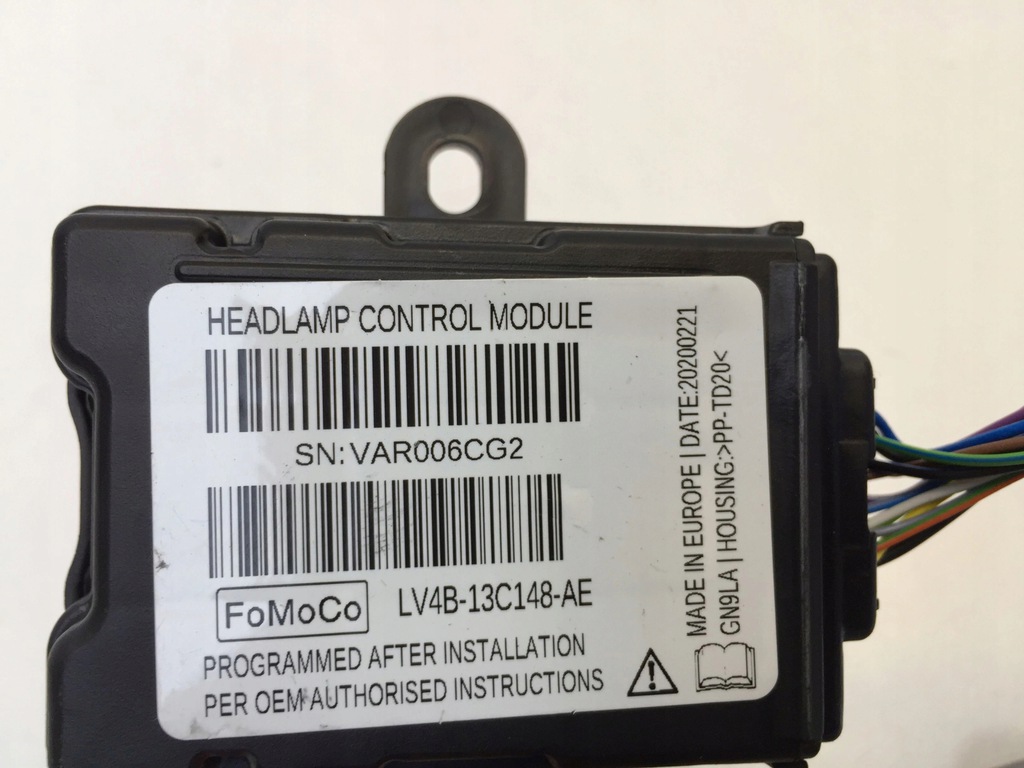 HEADLAMP CONTROL MODULE
SN:VAR006CG2
FoMoCo
LV4B-13C148-AE
PROGRAMMED AFTER INSTALLATION
PER OEM AUTHORISED INSTRUCTIONS
MADE IN EUROPE | DATE:20200221
GN9LA | HOUSING:>PP-TD20<